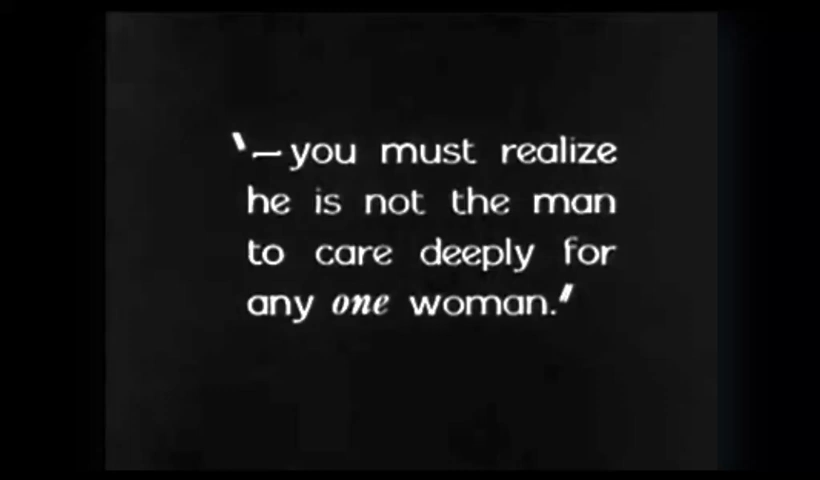 '—you must realize
he is not the man
to care deeply for
any one woman.'